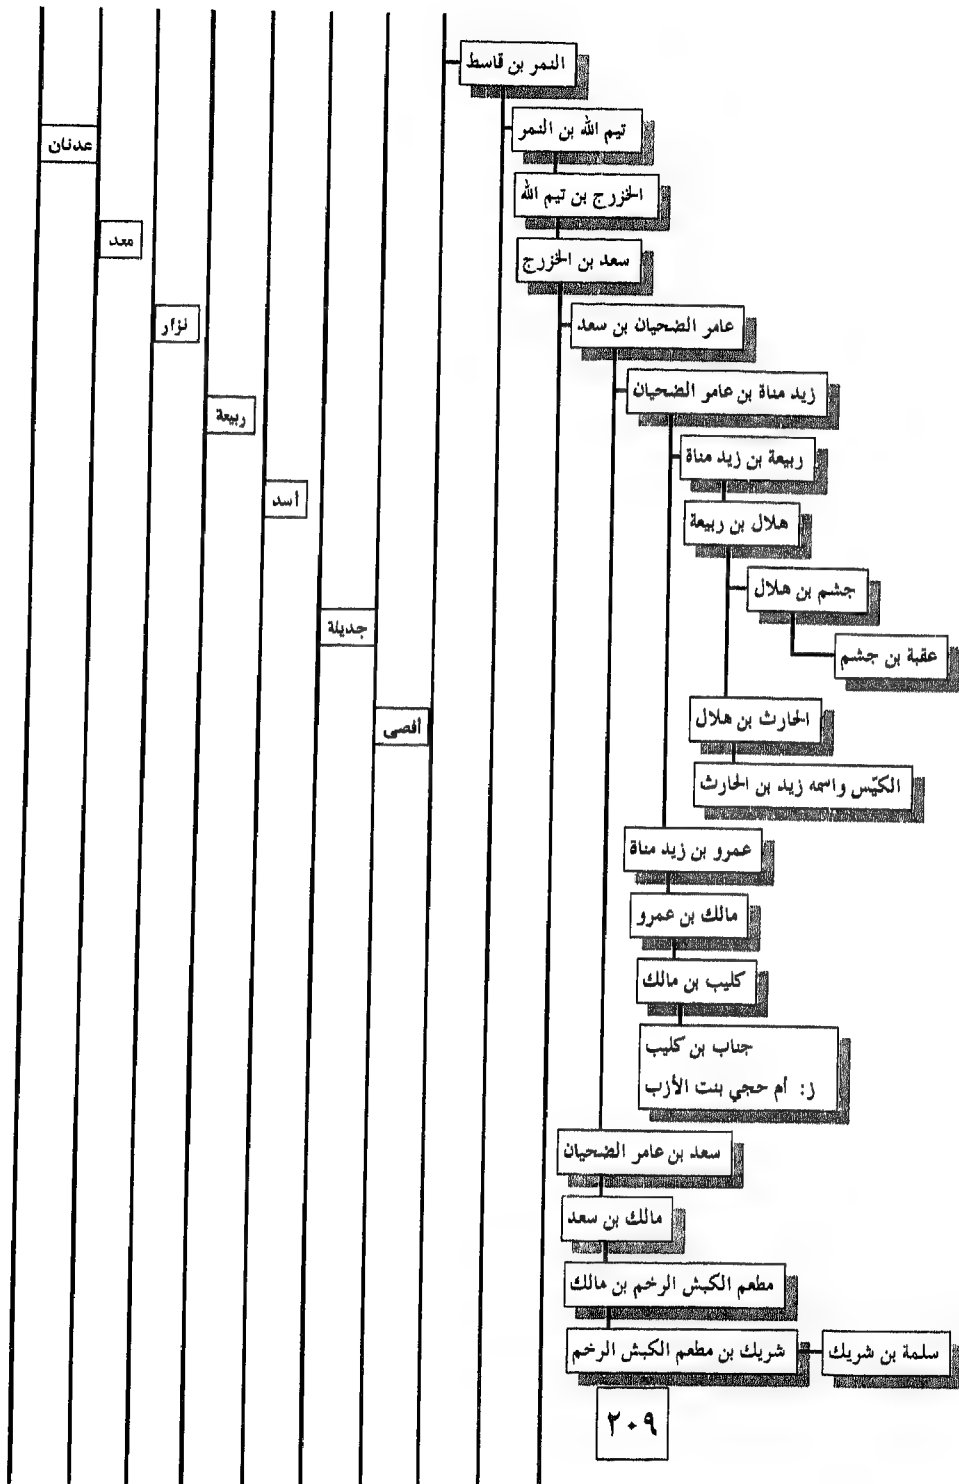 النمر بن قاسط
تيم الله بن النمر
عدنان
الخزرج بن تيم الله
معد
سعد بن الخزرج
نزار
عامر الضحيان بن سعد
زيد مناة بن عامر الضحيان
ربيعة
ربيعة بن زيد مناة
أسد
هلال بن ربيعة
جشم بن هلال
جديلة
عقبة بن جشم
أفصى
الحارث بن هلال
الكيّس واسمه زيد بن الحارث
عمرو بن زيد مناة
مالك بن عمرو
كليب بن مالك
جناب بن كليب
ز: أم حجي بنت الأزب
سعد بن عامر الضحيان
مالك بن سعد
مطعم الكبش الرخم بن مالك
شريك بن مطعم الكبش الرخم
سلمة بن شريك
٢٠٩